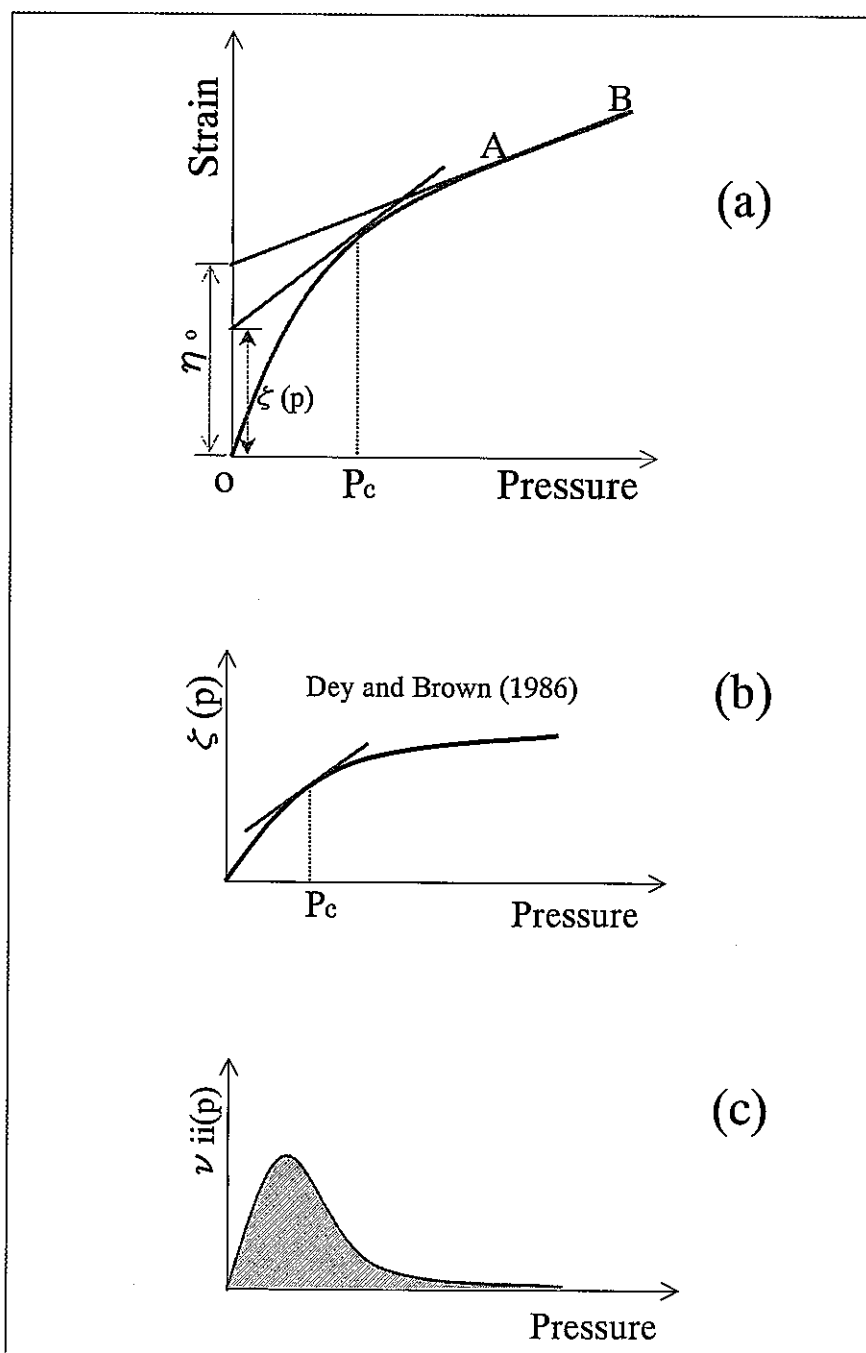 Strain
B
A
(a)
η°
ζ (p)
o
Pc
Pressure
Dey and Brown (1986)
(b)
ζ (p)
Pc
Pressure
(c)
ν ii(p)
Pressure